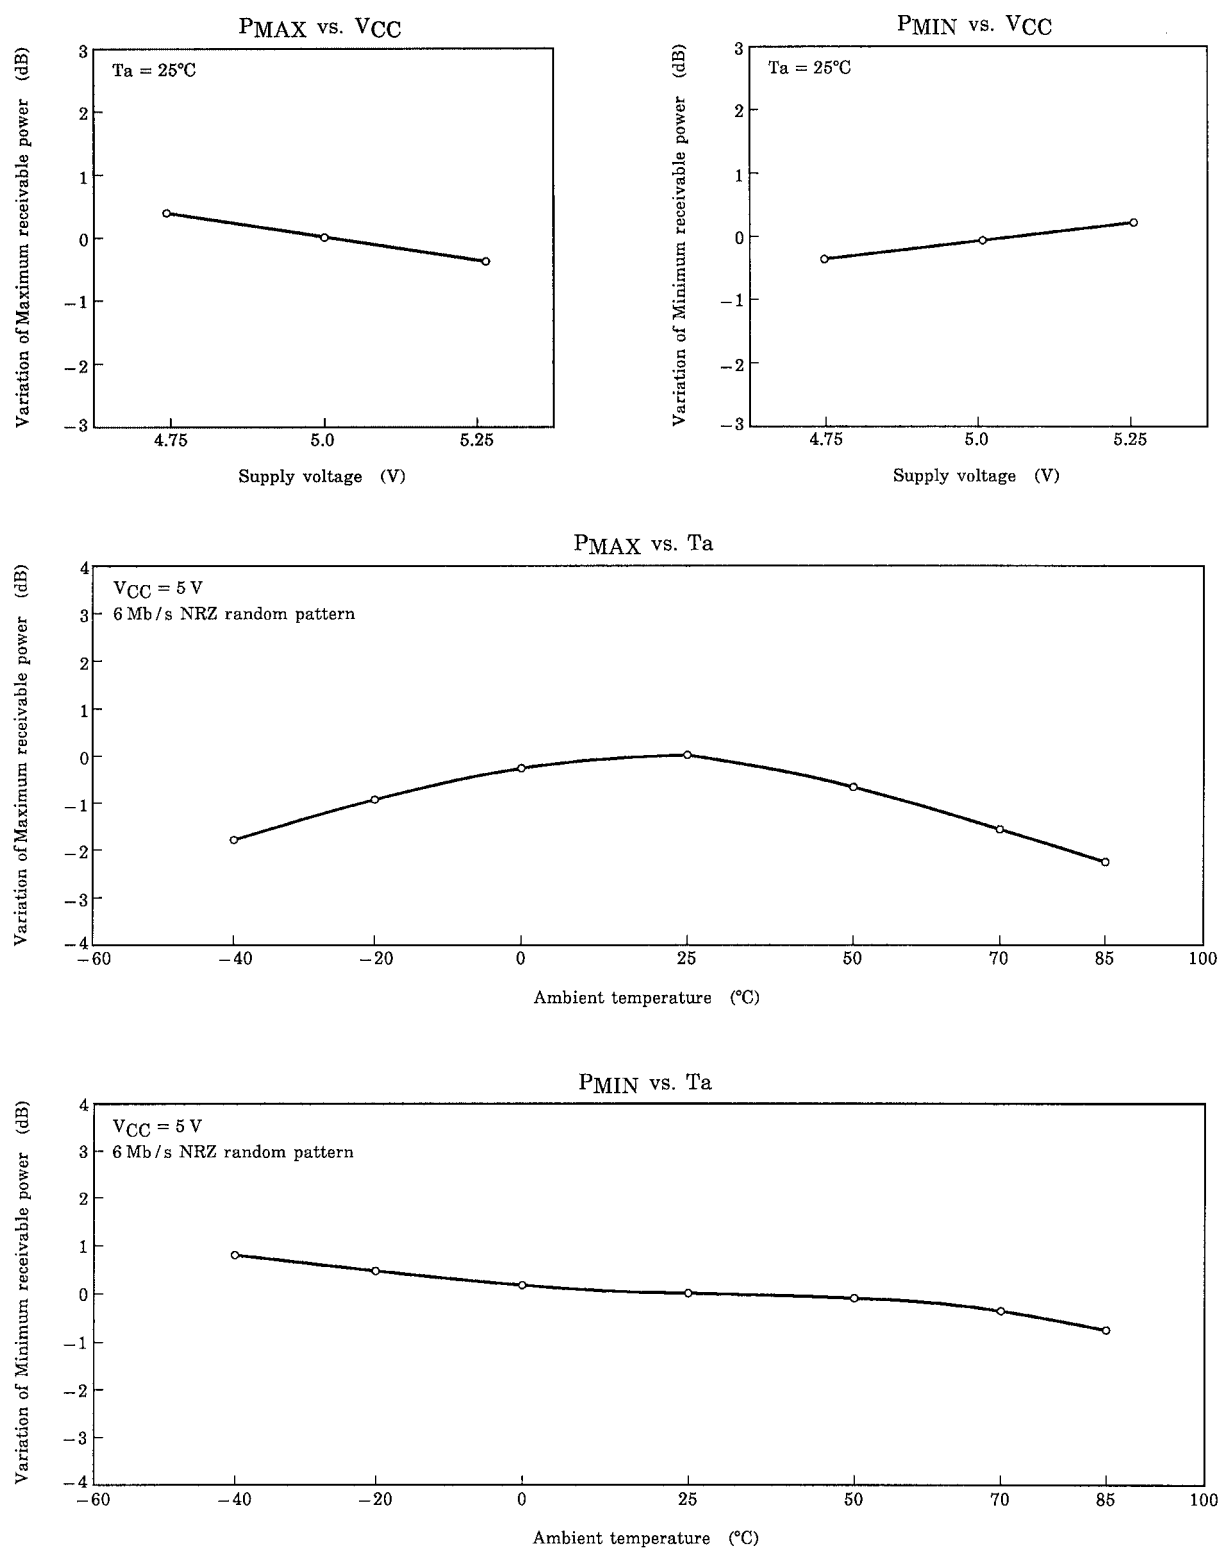 PMAX vs. VCC
Variation of Maximum receivable power (dB)
Ta = 25°C
3
2
1
0
−1
−2
−3
4.75 5.0 5.25
Supply voltage (V)
PMIN vs. VCC
Variation of Minimum receivable power (dB)
Ta = 25°C
3
2
1
0
−1
−2
−3
4.75 5.0 5.25
Supply voltage (V)
PMAX vs. Ta
Variation of Maximum receivable power (dB)
VCC = 5 V
6 Mb/s NRZ random pattern
4
3
2
1
0
−1
−2
−3
−4
−60 −40 −20 0 25 50 70 85 100
Ambient temperature (°C)
PMIN vs. Ta
Variation of Minimum receivable power (dB)
VCC = 5 V
6 Mb/s NRZ random pattern
4
3
2
1
0
−1
−2
−3
−4
−60 −40 −20 0 25 50 70 85 100
Ambient temperature (°C)